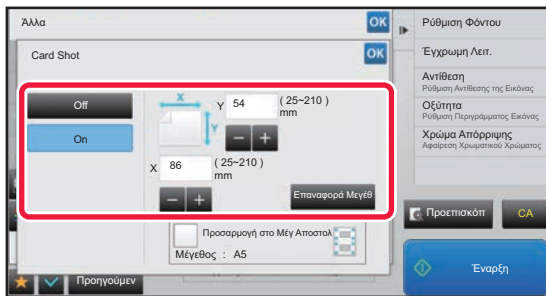 Άλλα
OK
Card Shot
OK
Off
On
X
Y
Y 54 ( 25~210 ) mm
− +
X 86 ( 25~210 ) mm
− +
Επαναφορά Μεγέθ
Προσαρμογή στο Μέγ Αποστολ
Μέγεθος : A5
Προηγούμεν
Ρύθμιση Φόντου
Έγχρωμη Λειτ.
Αντίθεση
Ρύθμιση Αντίθεσης της Εικόνας
Οξύτητα
Ρύθμιση Περιγράμματος Εικόνας
Χρώμα Απόρριψης
Αφαίρεση Χρωματικού Χρώματος
Προεπισκόπ
CA
Έναρξη